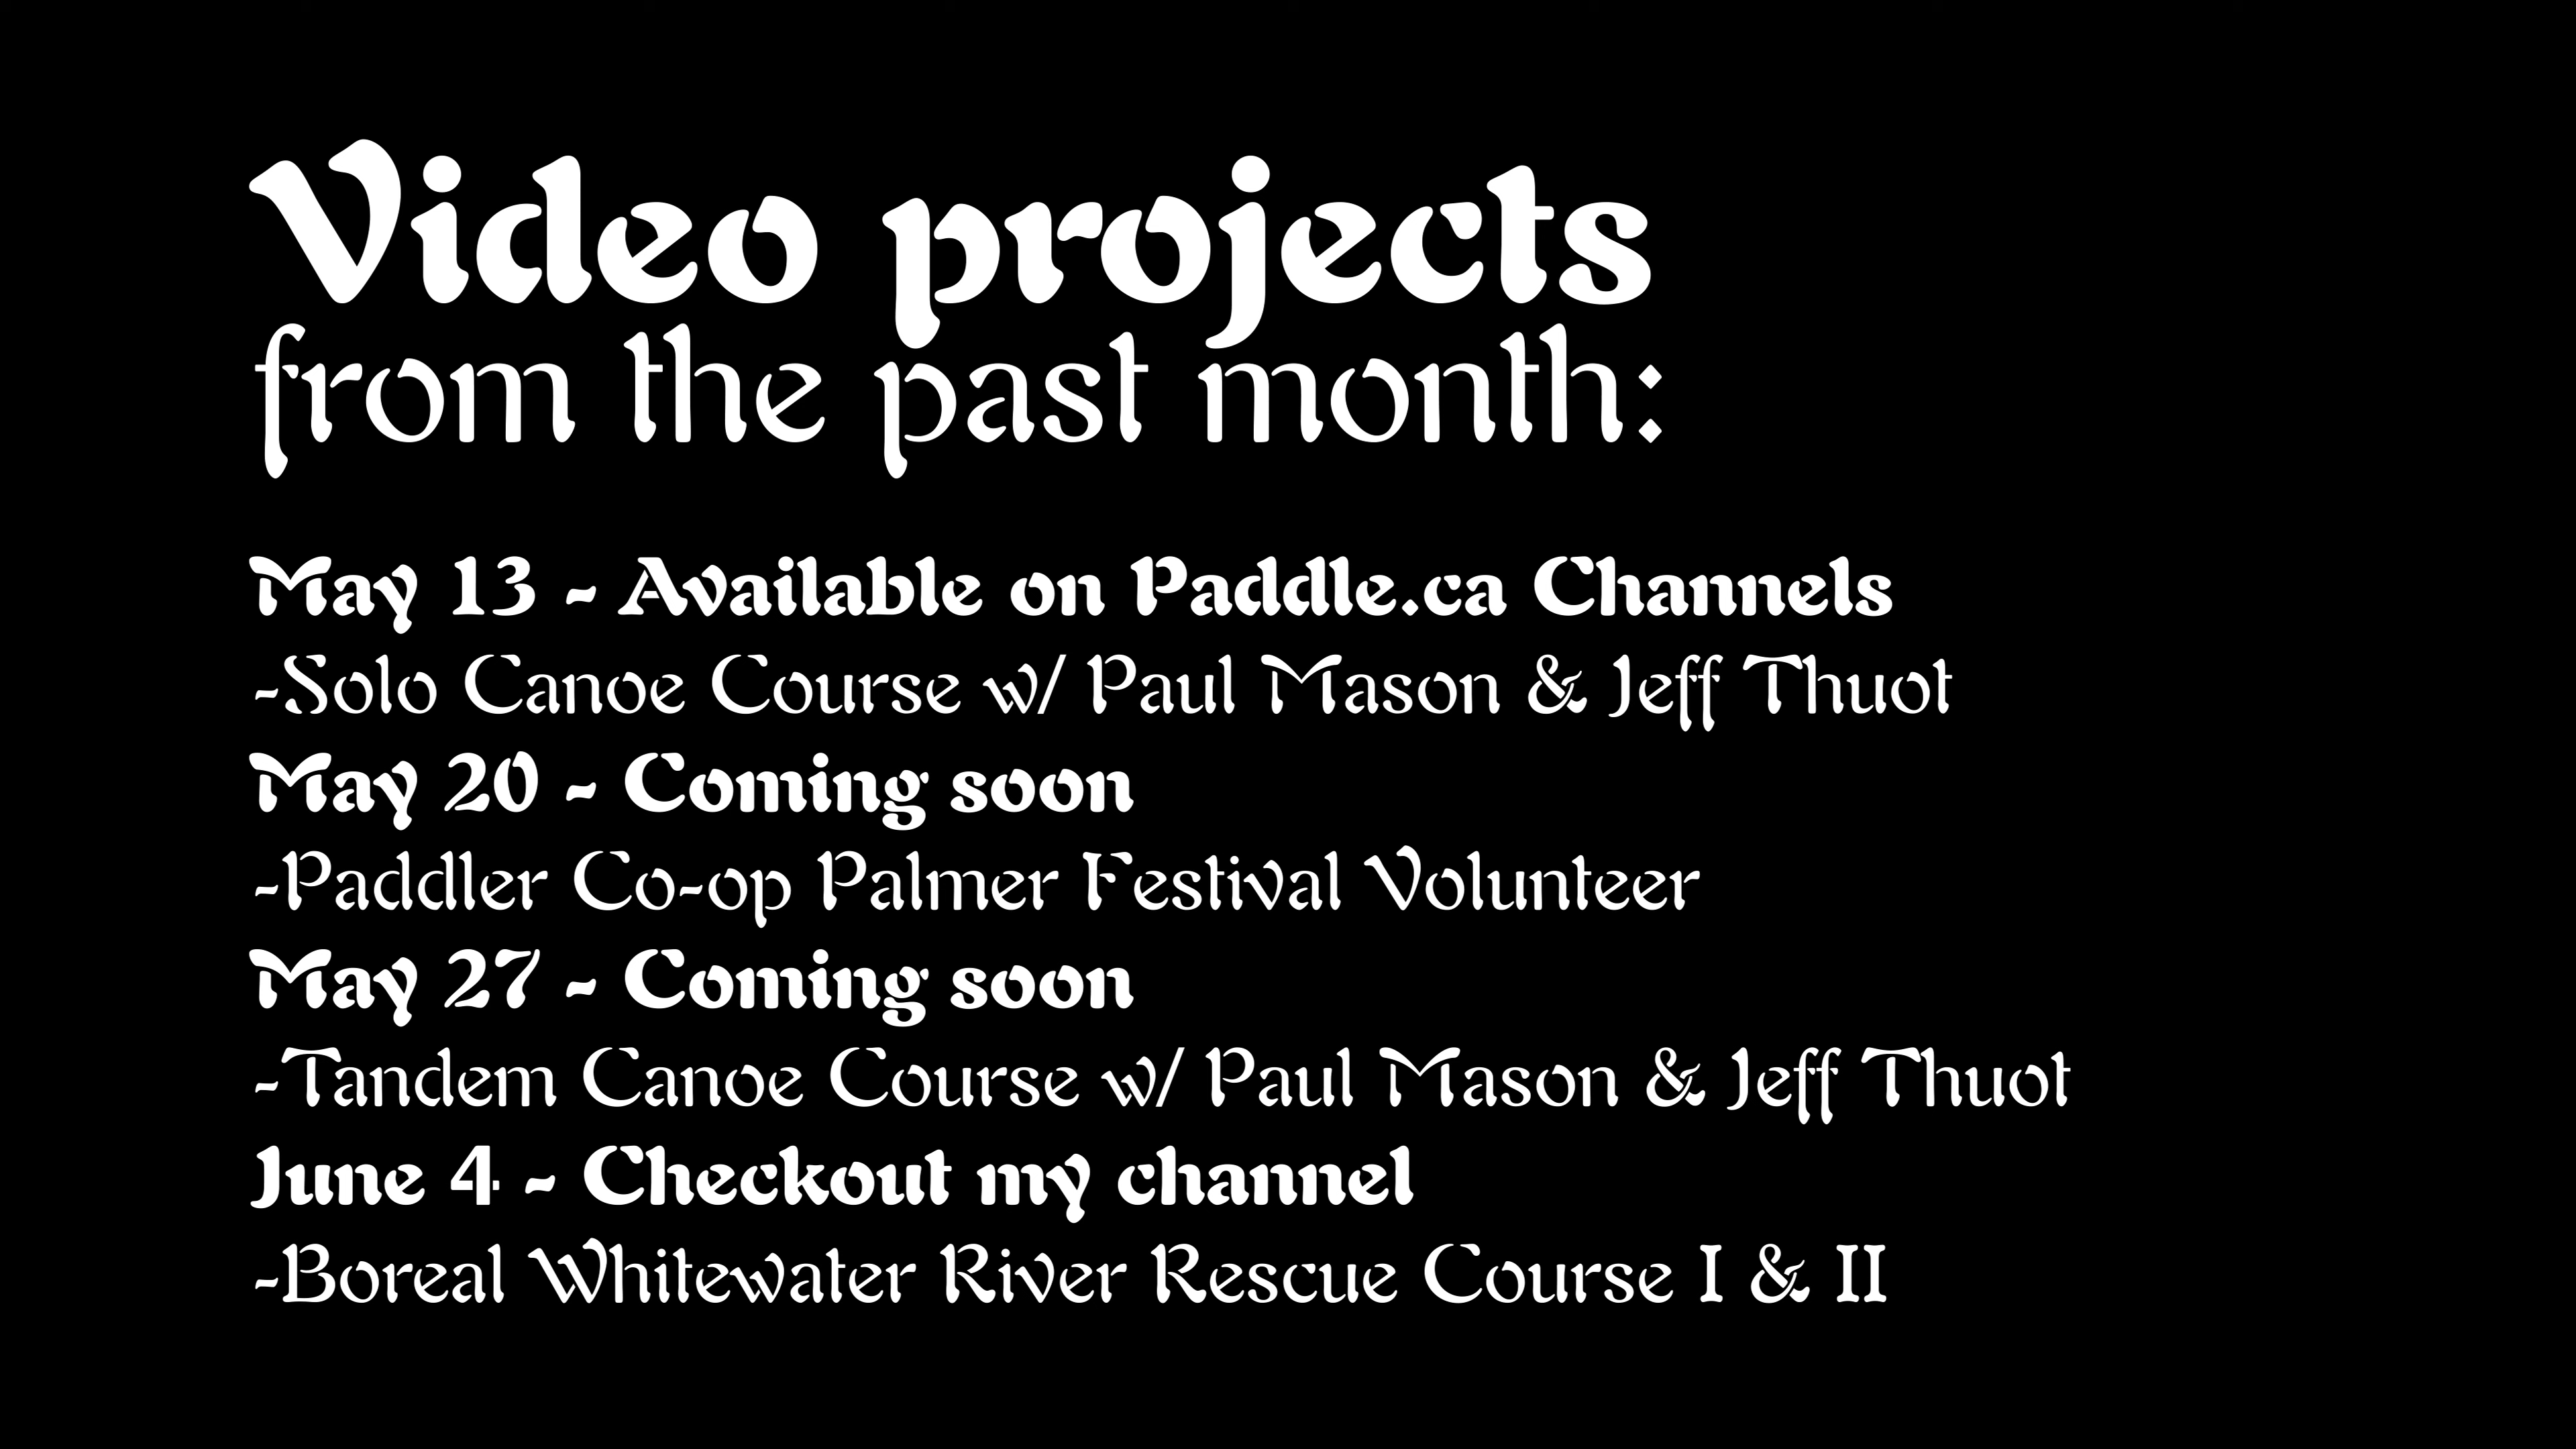 Video projects
from the past month:
May 13 - Available on Paddle.ca Channels
-Solo Canoe Course w/ Paul Mason & Jeff Thuot
May 20 - Coming soon
-Paddler Co-op Palmer Festival Volunteer
May 27 - Coming soon
-Tandem Canoe Course w/ Paul Mason & Jeff Thuot
June 4 - Checkout my channel
-Boreal Whitewater River Rescue Course I & II